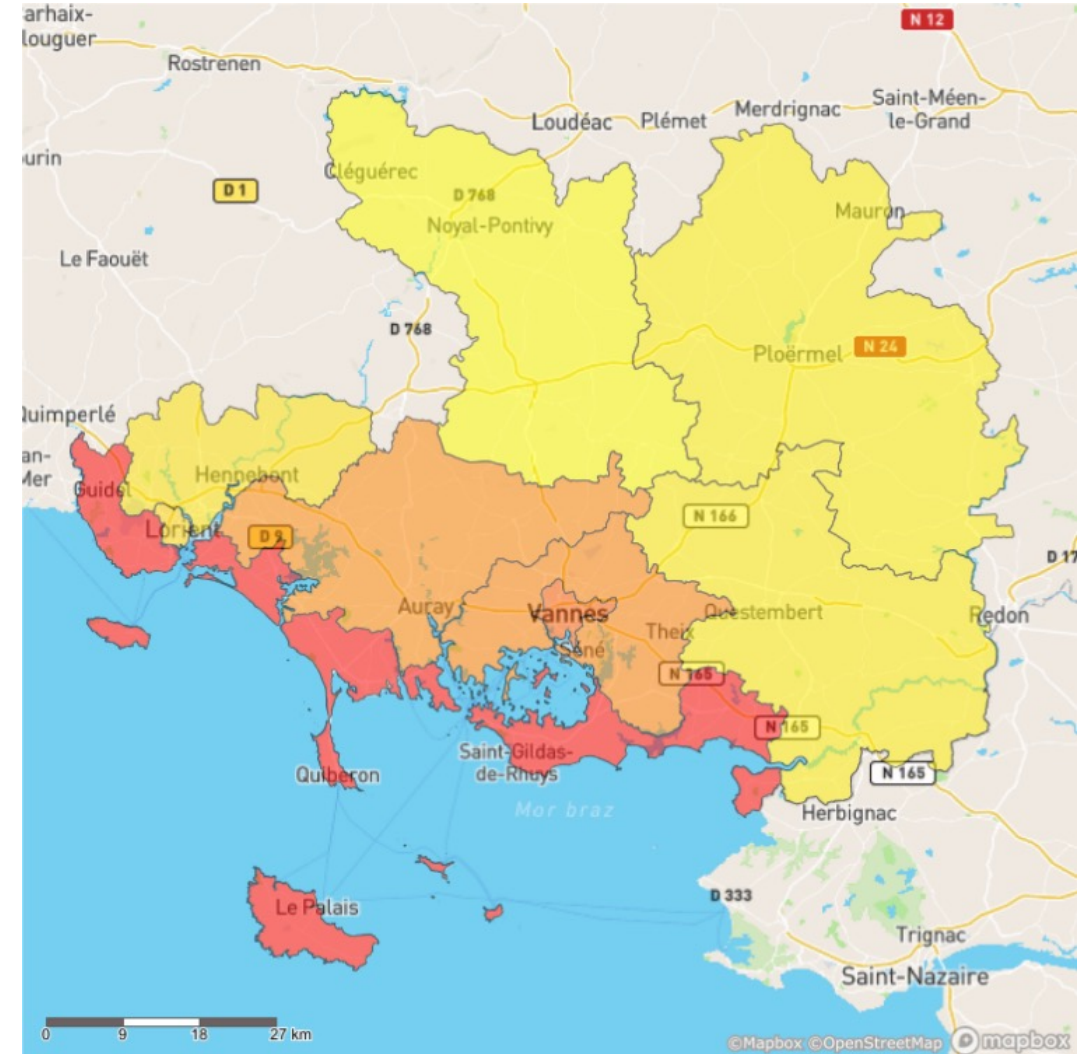 arhaix-
louguer
N 12
Rostrenen
Loudéac
Plémet
Merdrignac
Saint-Méen-
le-Grand
urin
Cléguérec
D 1
D 768
Noyal-Pontivy
Mauron
Le Faouët
D 768
Ploërmel
N 24
Quimperlé
an-
Mer
Guidel
Hennebont
Lorient
D 9
N 166
D 17
Auray
Vannes
Theix
Séné
Questembert
Redon
N 165
N 165
Saint-Gildas-
de-Rhuys
Quiberon
N 165
Mor braz
Herbignac
D 333
Le Palais
Trignac
Saint-Nazaire
0 9 18 27 km
©Mapbox ©OpenStreetMap mapbox